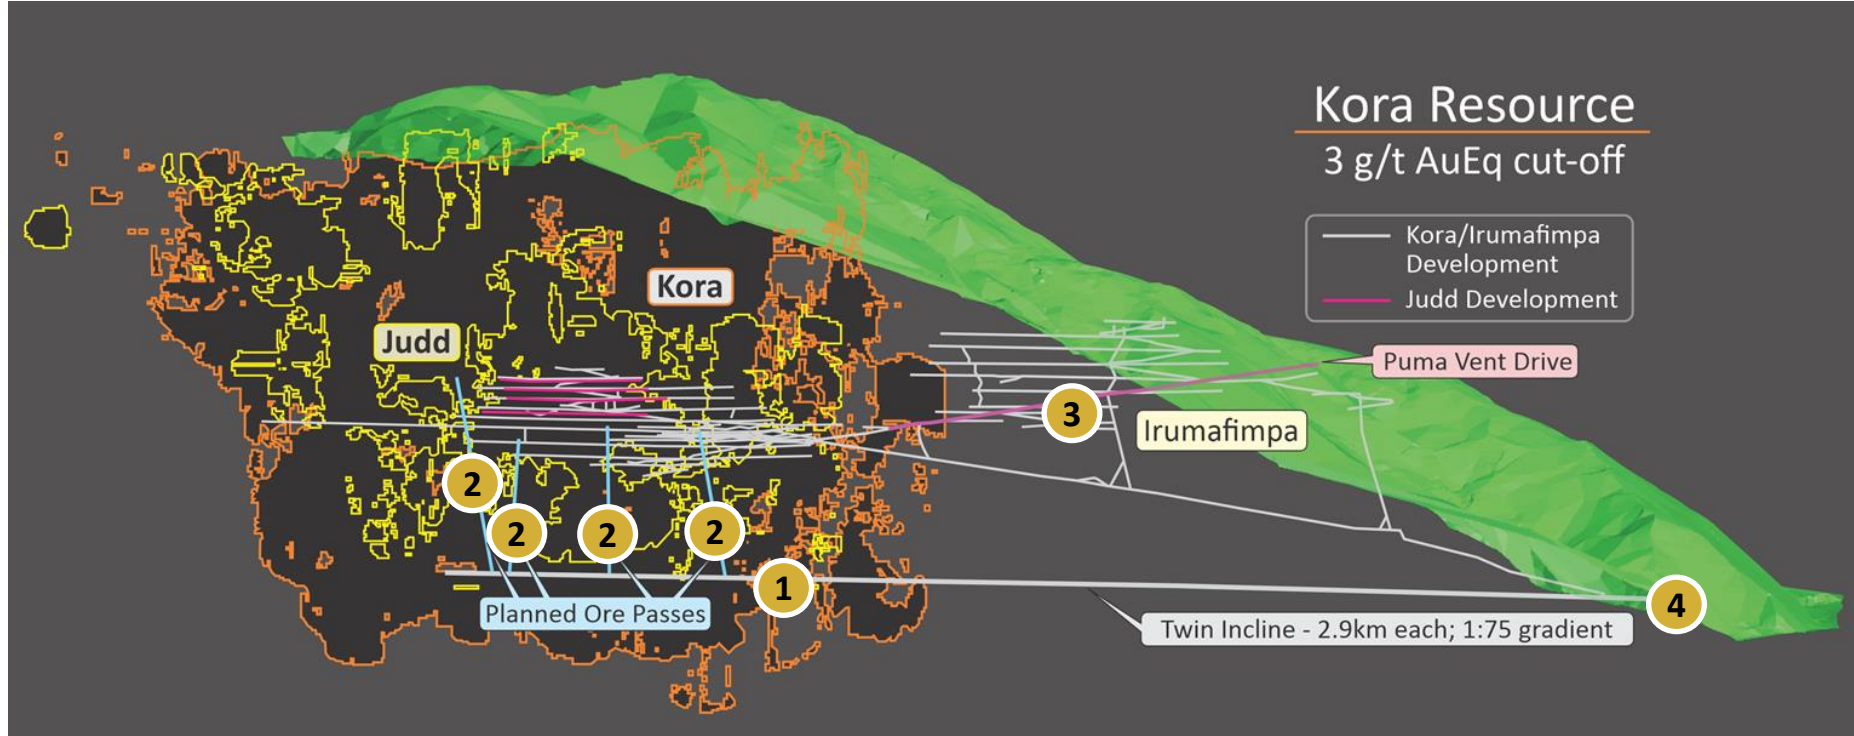 Kora Resource
3 g/t AuEq cut-off
Kora/Irumafimpa
Development
Judd Development
Kora
Judd
Puma Vent Drive
3
Irumafimpa
2
2
2
2
1
4
Planned Ore Passes
Twin Incline - 2.9km each; 1:75 gradient